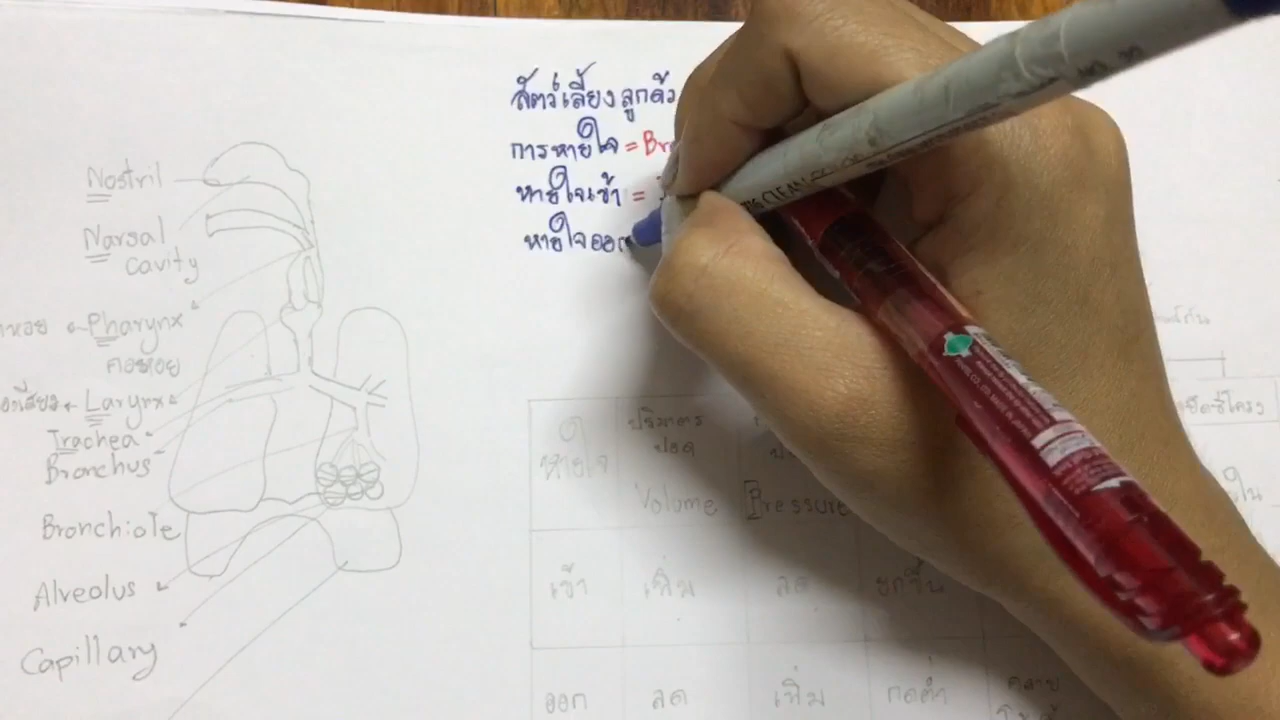 สัตว์เลี้ยงลูกด้ว
การหายใจ = Bre
หายใจเข้า =
หายใจออก
Nostril
Narsal
cavity
Pharynx
คอหอย
Larynx
Trachea
Bronchus
Bronchiole
Alveolus
Capillary
หายใจ
ปริมาตร
ปอด
Volume
Pressure
เข้า เพิ่ม ลด ยกขึ้น
ออก ลด เพิ่ม กดต่ำ คลาย